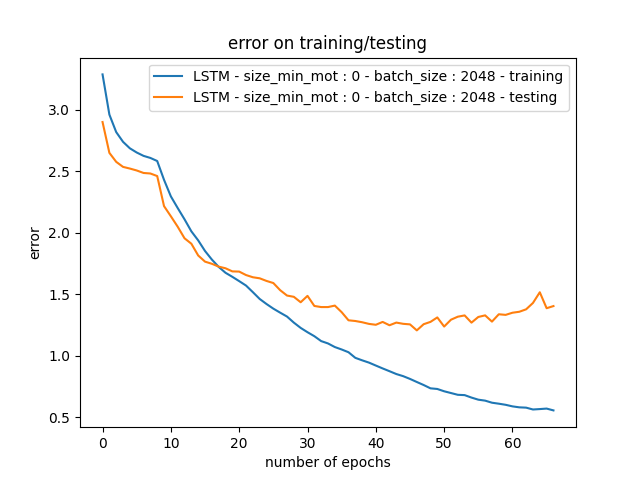 error on training/testing
LSTM - size_min_mot : 0 - batch_size : 2048 - training
LSTM - size_min_mot : 0 - batch_size : 2048 - testing
error
3.0
2.5
2.0
1.5
1.0
0.5
0 10 20 30 40 50 60
number of epochs